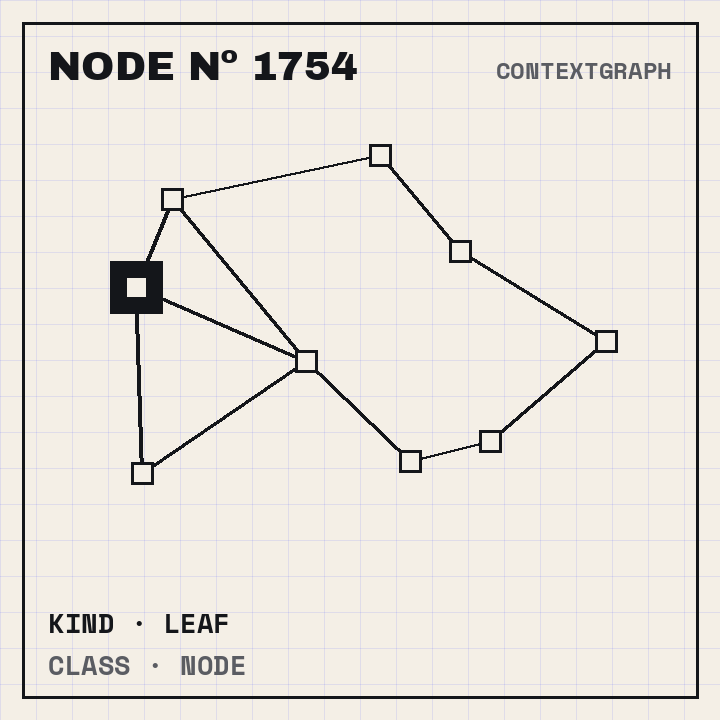 NODE Nº 1754
CONTEXTGRAPH
KIND · LEAF
CLASS · NODE